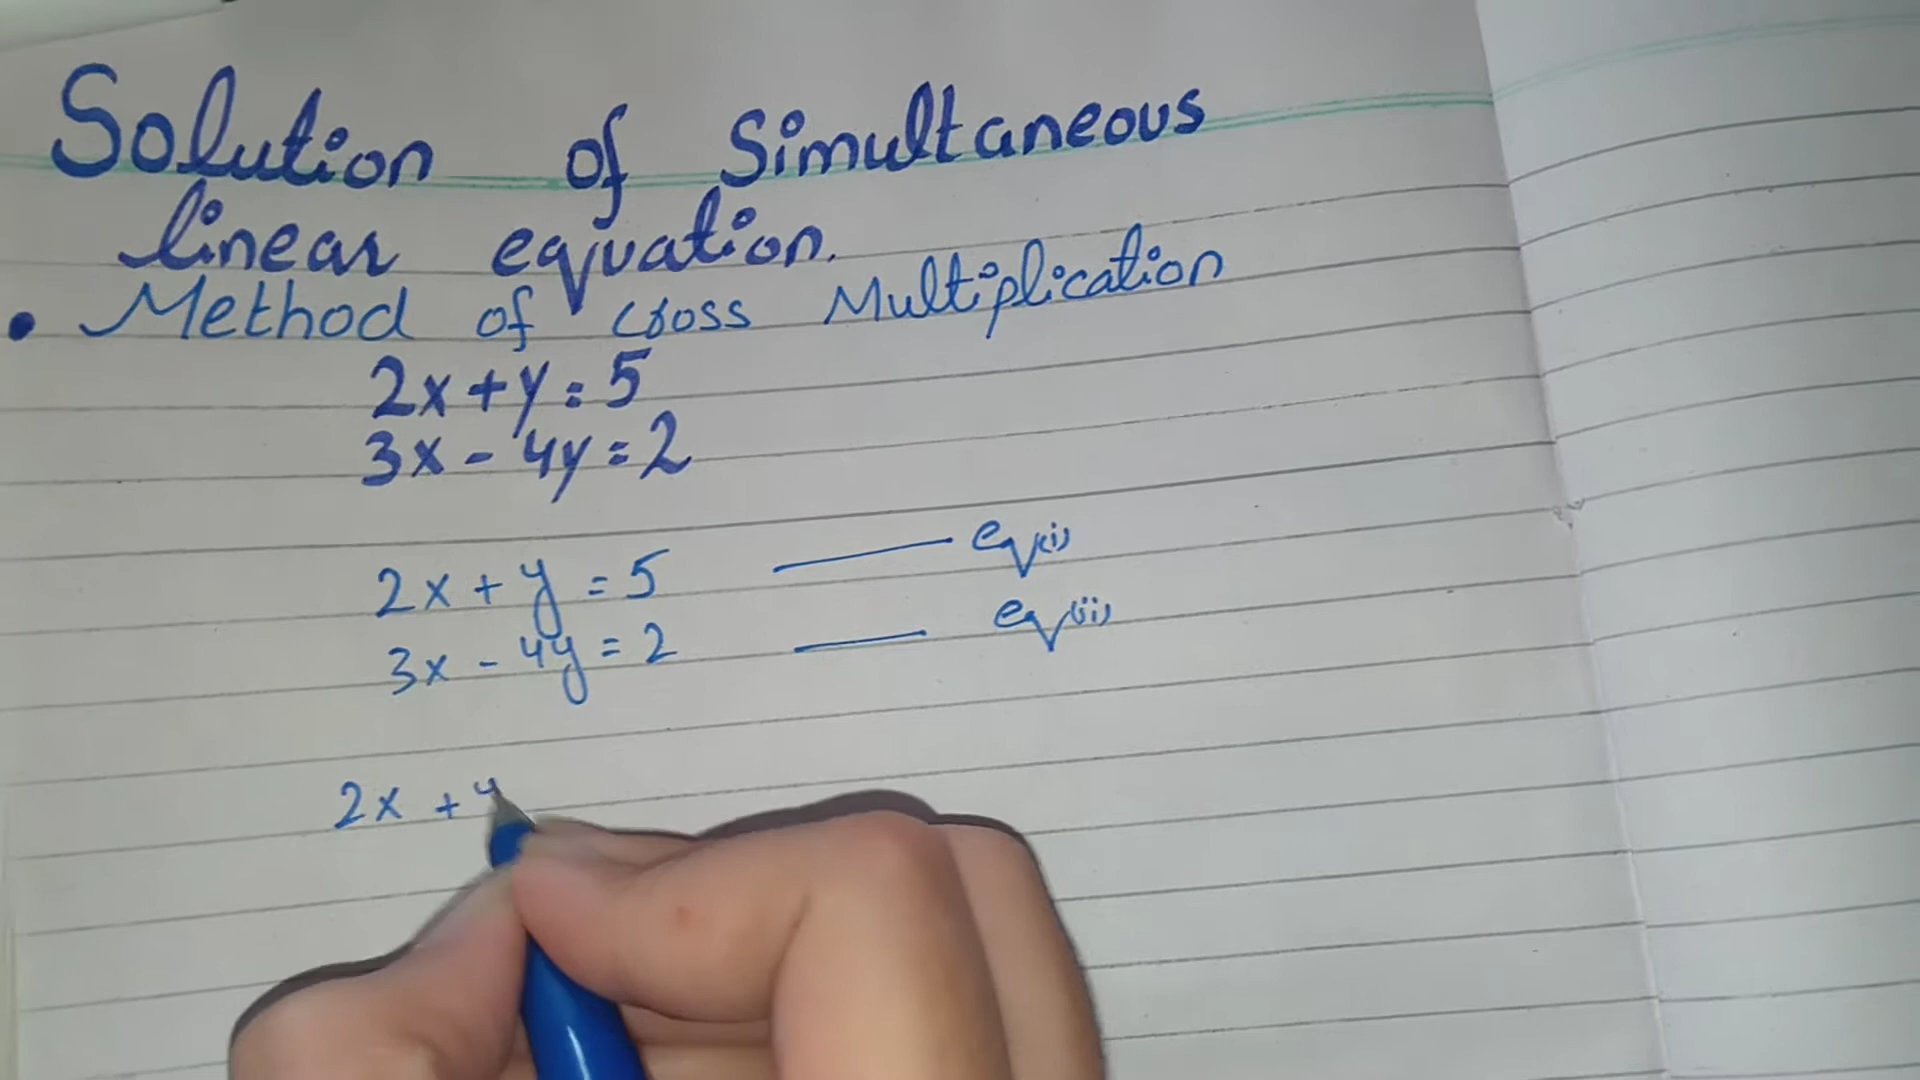 Solution of Simultaneous
linear equation.
• Method of cross Multiplication
2x + y = 5
3x - 4y = 2
2x + y = 5 —— eq(i)
3x - 4y = 2 —— eq(ii)
2x + y